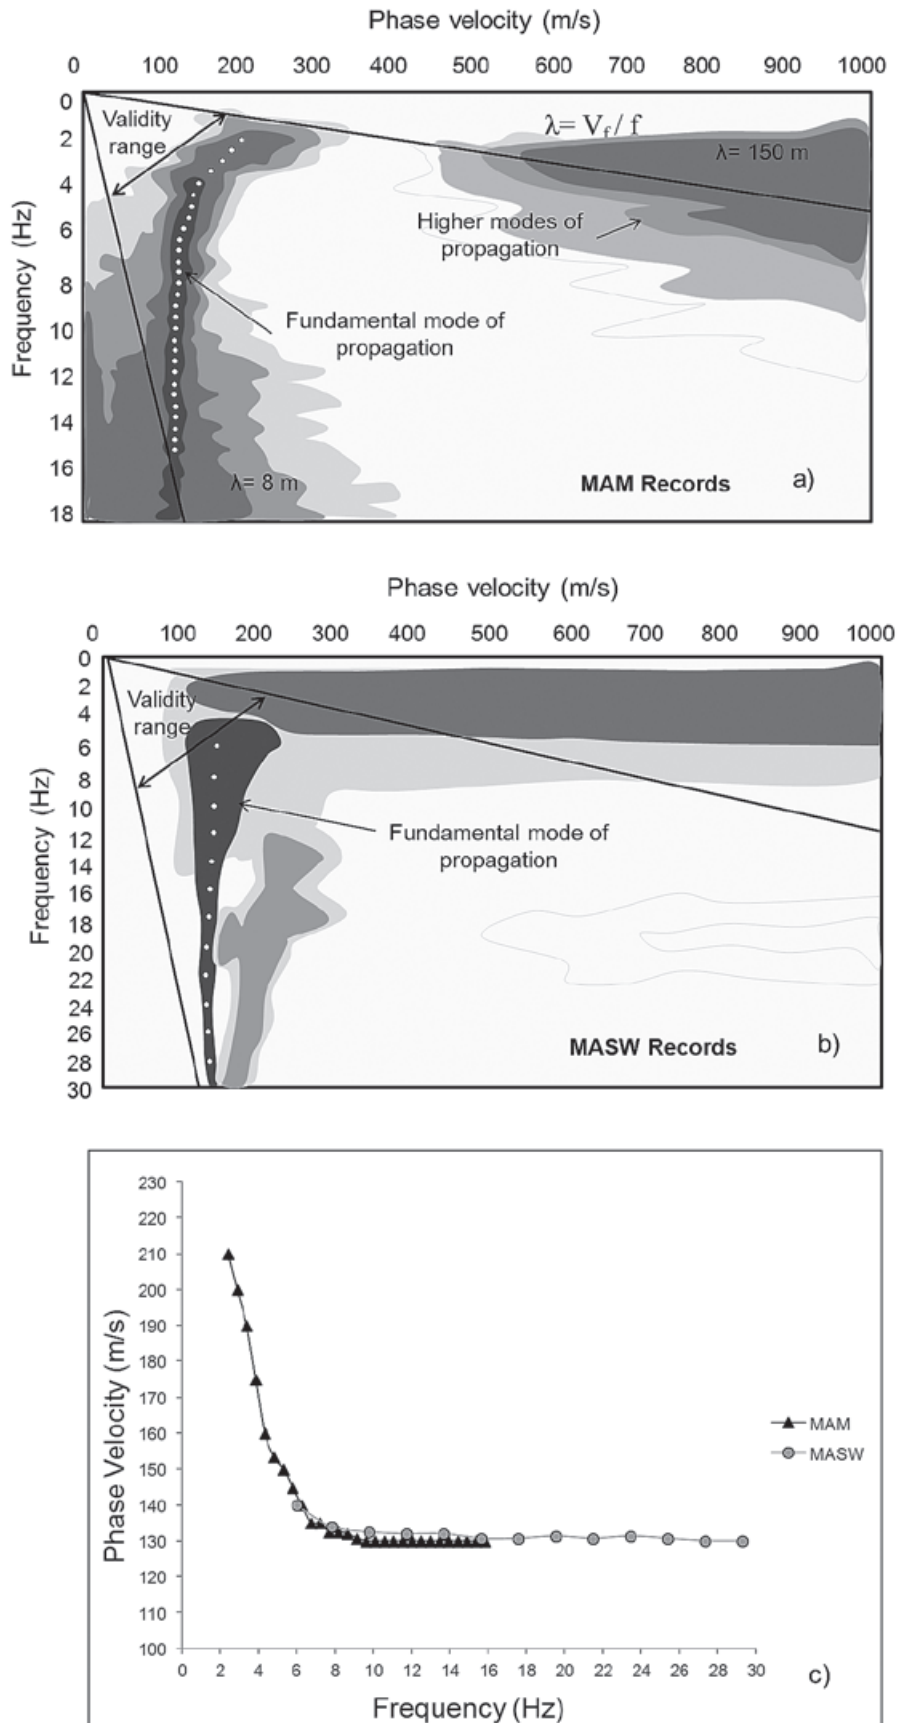 Phase velocity (m/s)
0 100 200 300 400 500 600 700 800 900 1000
Frequency (Hz)
0
2
4
6
8
10
12
14
16
18
Validity
range
λ= Vf / f
λ= 150 m
Higher modes of
propagation
Fundamental mode of
propagation
λ= 8 m
MAM Records
a)
Phase velocity (m/s)
0 100 200 300 400 500 600 700 800 900 1000
Frequency (Hz)
0
2
4
6
8
10
12
14
16
18
20
22
24
26
28
30
Validity
range
Fundamental mode of
propagation
MASW Records
b)
Phase Velocity (m/s)
230
220
210
200
190
180
170
160
150
140
130
120
110
100
MAM
MASW
0 2 4 6 8 10 12 14 16 18 20 22 24 26 28 30
Frequency (Hz)
c)